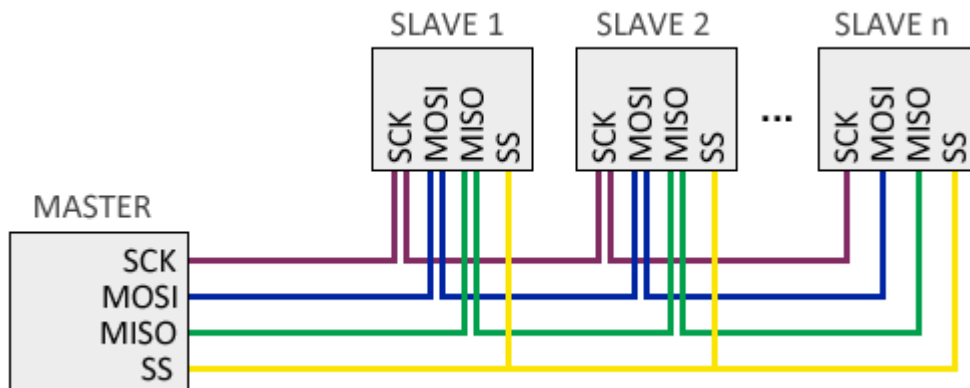 SLAVE 1
SLAVE 2
SLAVE n
SCK
MOSI
MISO
SS
SCK
MOSI
MISO
SS
...
SCK
MOSI
MISO
SS
MASTER
SCK
MOSI
MISO
SS